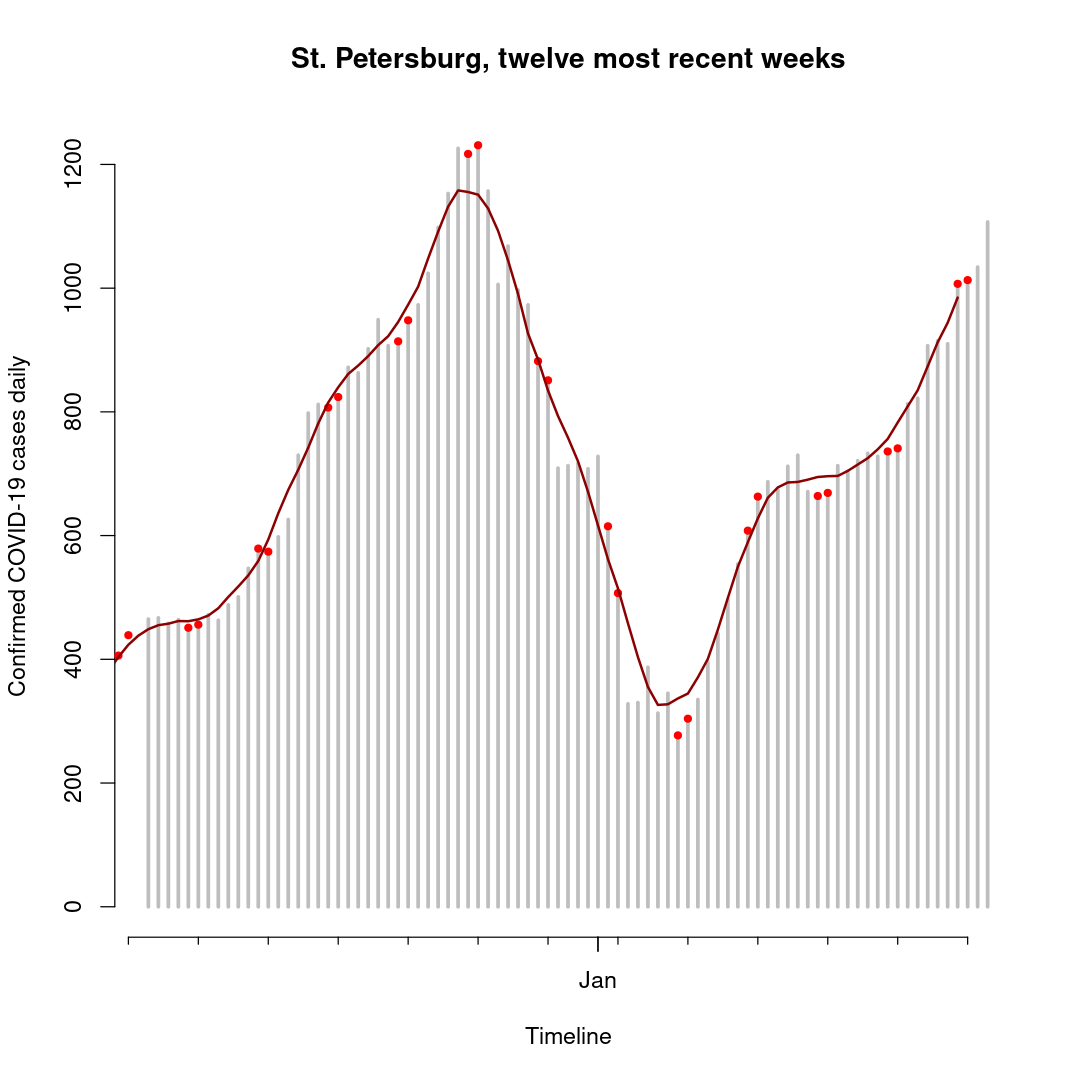 St. Petersburg, twelve most recent weeks
Confirmed COVID-19 cases daily
1200
1000
800
600
400
200
0
Jan
Timeline